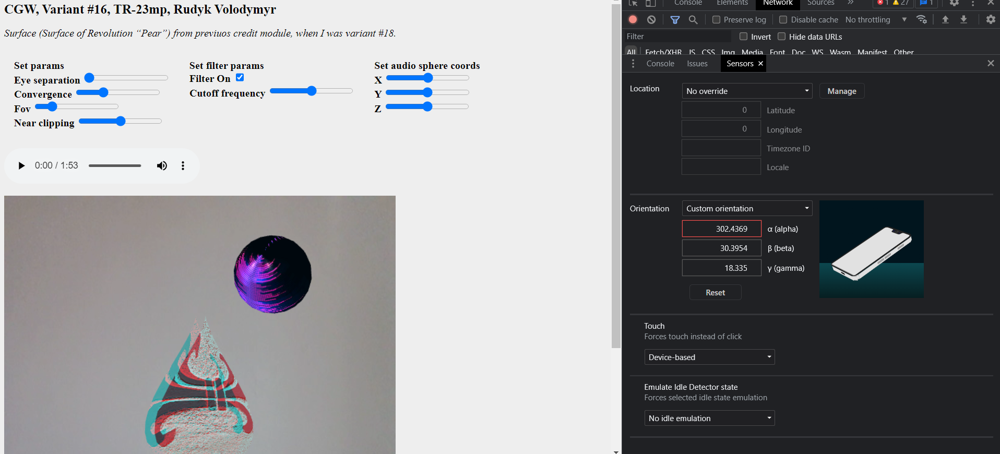 CGW, Variant #16, TR-23mp, Rudyk Volodymyr
Surface (Surface of Revolution “Pear”) from previuos credit module, when I was variant #18.
Set params
Eye separation
Convergence
Fov
Near clipping
Set filter params
Filter On
Cutoff frequency
Set audio sphere coords
X
Y
Z
0:00 / 1:53
Console Elements Network Sources » 1 27 1
Preserve log Disable cache No throttling
Filter Invert Hide data URLs
All Fetch/XHR JS CSS Img Media Font Doc WS Wasm Manifest Other
Console Issues Sensors ×
Location No override Manage
0 Latitude
0 Longitude
Timezone ID
Locale
Orientation Custom orientation
302.4369 α (alpha)
30.3954 β (beta)
18.335 γ (gamma)
Reset
Touch
Forces touch instead of click
Device-based
Emulate Idle Detector state
Forces selected idle state emulation
No idle emulation